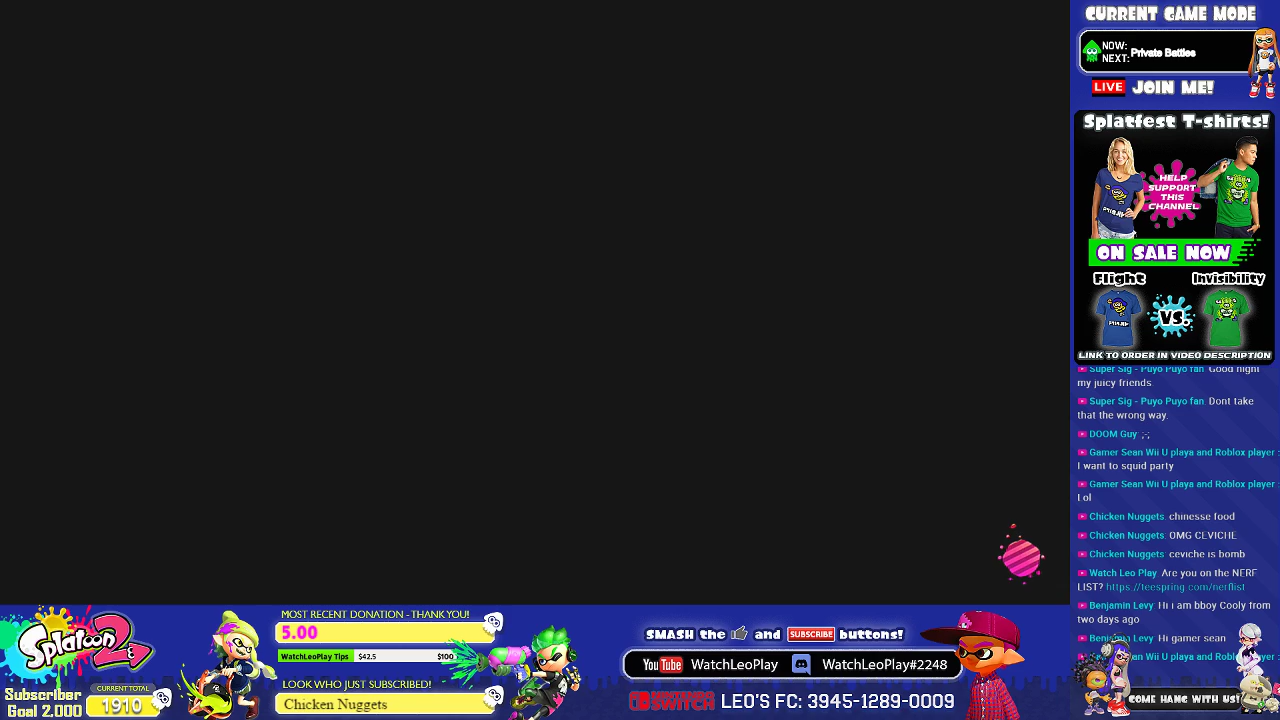 CURRENT GAME MODE
NOW:
NEXT: Private Battles
LIVE JOIN ME!
Splatfest T-shirts!
HELP
SUPPORT
THIS
CHANNEL
ON SALE NOW
Flight Invisibility
VS.
LINK TO ORDER IN VIDEO DESCRIPTION
Super Sig - Puyo Puyo fan Good night
my juicy friends
Super Sig - Puyo Puyo fan Dont take
that the wrong way.
DOOM Guy ;-;
Gamer Sean Wii U playa and Roblox player :
I want to squid party
Gamer Sean Wii U playa and Roblox player :
l ol
Chicken Nuggets: chinesse food
Chicken Nuggets: OMG CEVICHE
Chicken Nuggets: ceviche is bomb
Watch Leo Play Are you on the NERF
LIST? https://teespring.com/nerflist
Benjamin Levy Hi i am bboy Cooly from
two days ago
Benjamin Levy Hi gamer sean
COME HANG WITH US!
Splatoon 2
Subscriber
Goal 2,000
CURRENT TOTAL
1910
MOST RECENT DONATION - THANK YOU!
5.00
WatchLeoPlay Tips $42.5 $100
LOOK WHO JUST SUBSCRIBED!
Chicken Nuggets
SMASH the and SUBSCRIBE buttons!
YouTube WatchLeoPlay WatchLeoPlay#2248
NINTENDO
SWITCH LEO'S FC: 3945-1289-0009